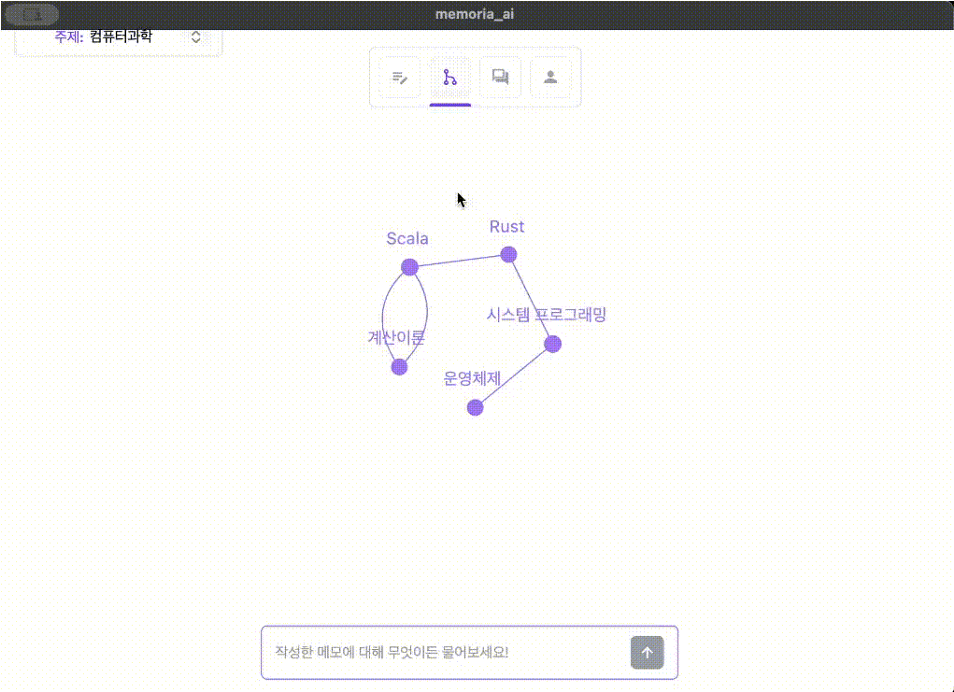 memoria_ai
주제: 컴퓨터과학
Rust
Scala
시스템 프로그래밍
계산이론
운영체제
작성한 메모에 대해 무엇이든 물어보세요!